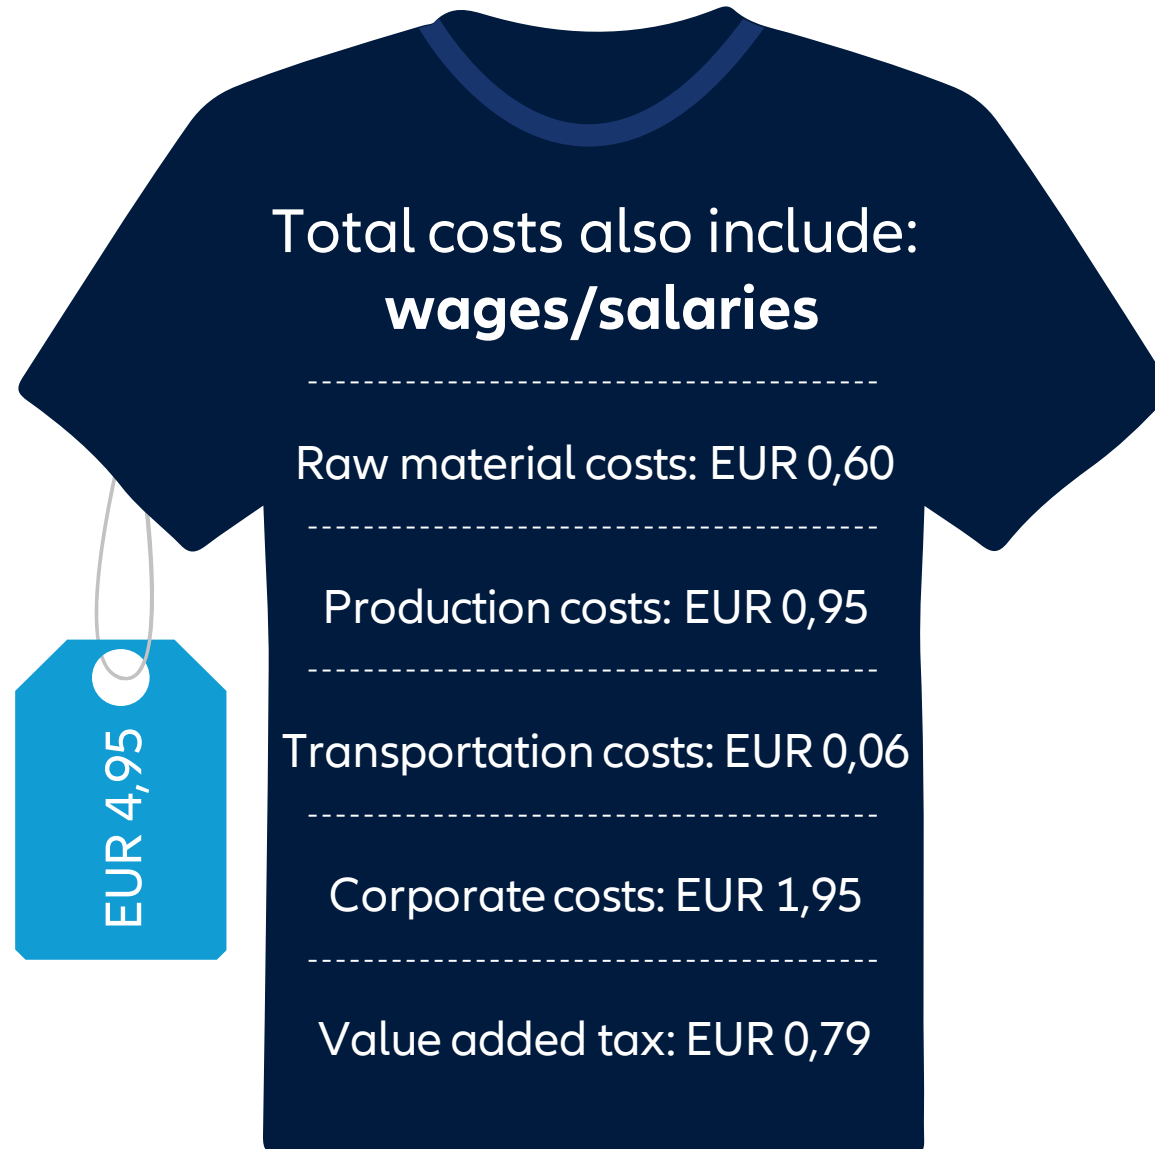 Total costs also include:
wages/salaries
Raw material costs: EUR 0,60
Production costs: EUR 0,95
Transportation costs: EUR 0,06
Corporate costs: EUR 1,95
Value added tax: EUR 0,79
EUR 4,95